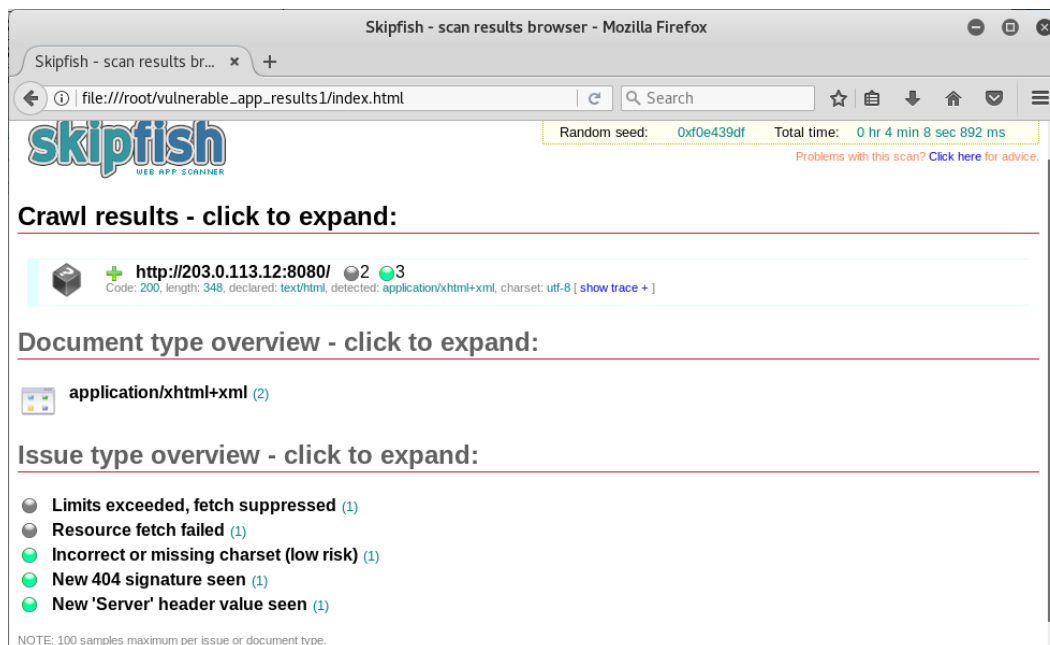 Skipfish - scan results browser - Mozilla Firefox
Skipfish - scan results br... × +
file:///root/vulnerable_app_results1/index.html Search
skipfish
WEB APP SCANNER
Random seed: 0xf0e439df Total time: 0 hr 4 min 8 sec 892 ms
Problems with this scan? Click here for advice.
Crawl results - click to expand:
http://203.0.113.12:8080/ 2 3
Code: 200, length: 348, declared: text/html, detected: application/xhtml+xml, charset: utf-8 [ show trace + ]
Document type overview - click to expand:
application/xhtml+xml (2)
Issue type overview - click to expand:
Limits exceeded, fetch suppressed (1)
Resource fetch failed (1)
Incorrect or missing charset (low risk) (1)
New 404 signature seen (1)
New 'Server' header value seen (1)
NOTE: 100 samples maximum per issue or document type.